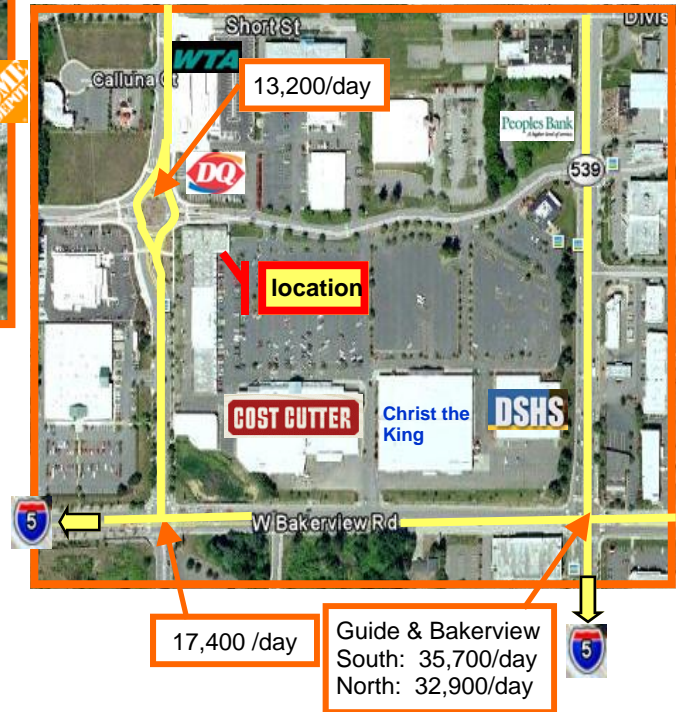 Short St
Divis
WTA
Calluna Ct
13,200/day
DQ
Peoples Bank
539
location
COST CUTTER
Christ the
King
DSHS
5
W Bakerview Rd
17,400 /day
Guide & Bakerview
South: 35,700/day
North: 32,900/day
5